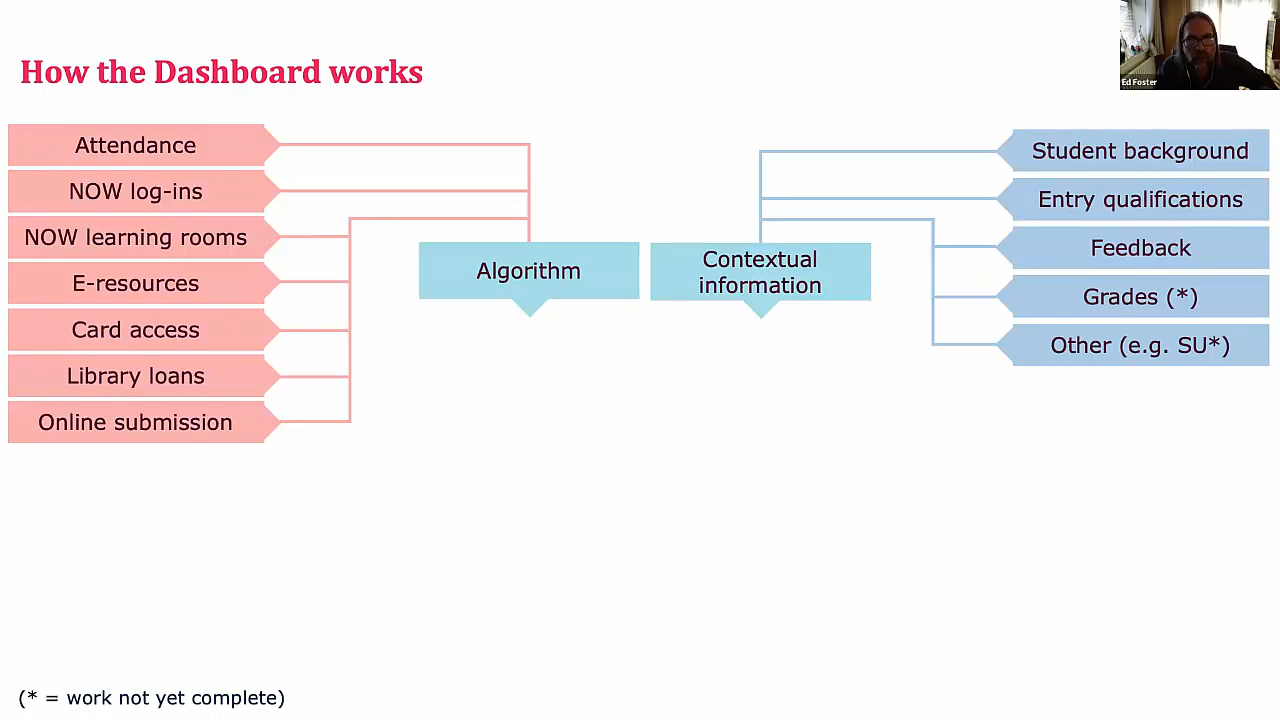 Ed Foster
How the Dashboard works
Attendance
NOW log-ins
NOW learning rooms
E-resources
Card access
Library loans
Online submission
Algorithm
Contextual
information
Student background
Entry qualifications
Feedback
Grades (*)
Other (e.g. SU*)
(* = work not yet complete)